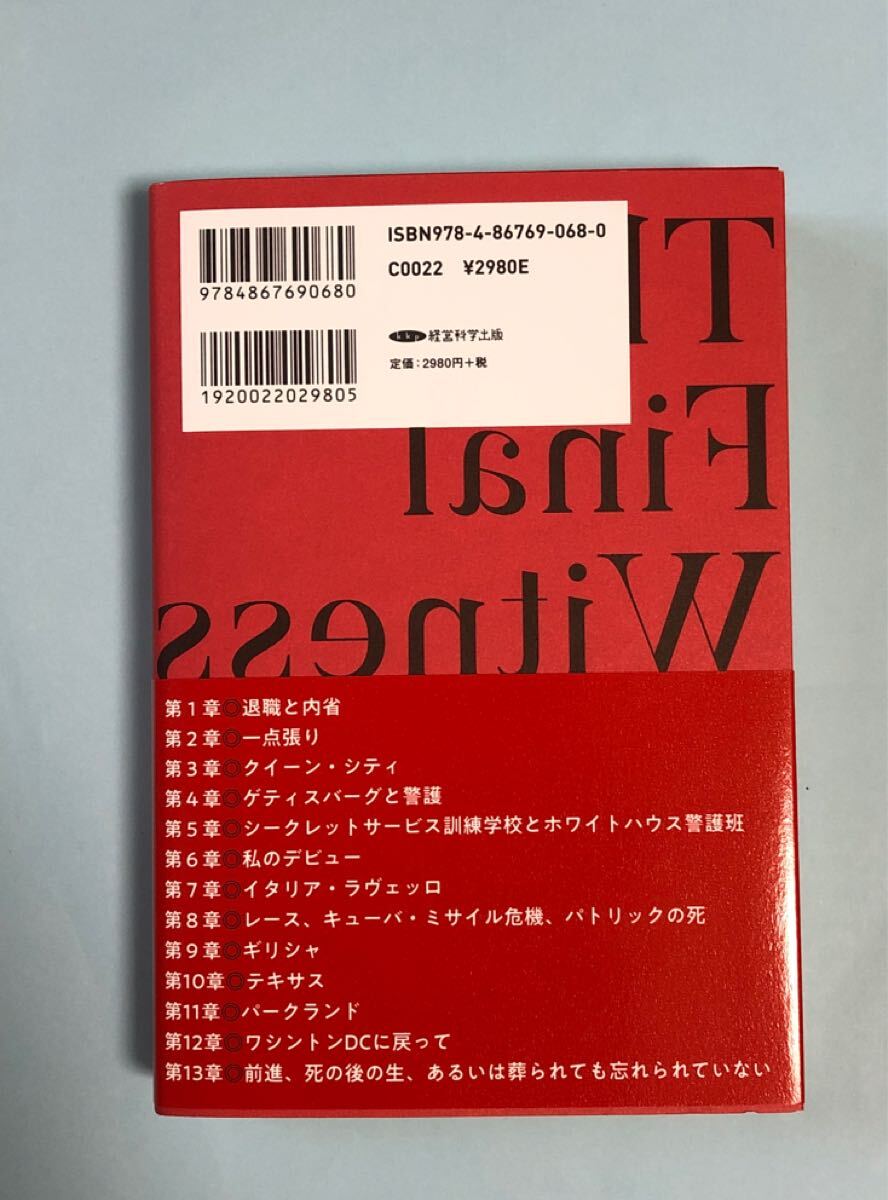 ISBN978-4-86769-068-0
C0022 ¥2980E
9784867690680
kkp 経営科学出版
定価:2980円+税
1920022029805
Th
Final
Witness
第1章◎退職と内省
第2章◎一点張り
第3章◎クイーン・シティ
第4章◎ゲティスバーグと警護
第5章◎シークレットサービス訓練学校とホワイトハウス警護班
第6章◎私のデビュー
第7章◎イタリア・ラヴェッロ
第8章◎レース、キューバ・ミサイル危機、パトリックの死
第9章◎ギリシャ
第10章◎テキサス
第11章◎パークランド
第12章◎ワシントンDCに戻って
第13章◎前進、死の後の生、あるいは葬られても忘れられていない